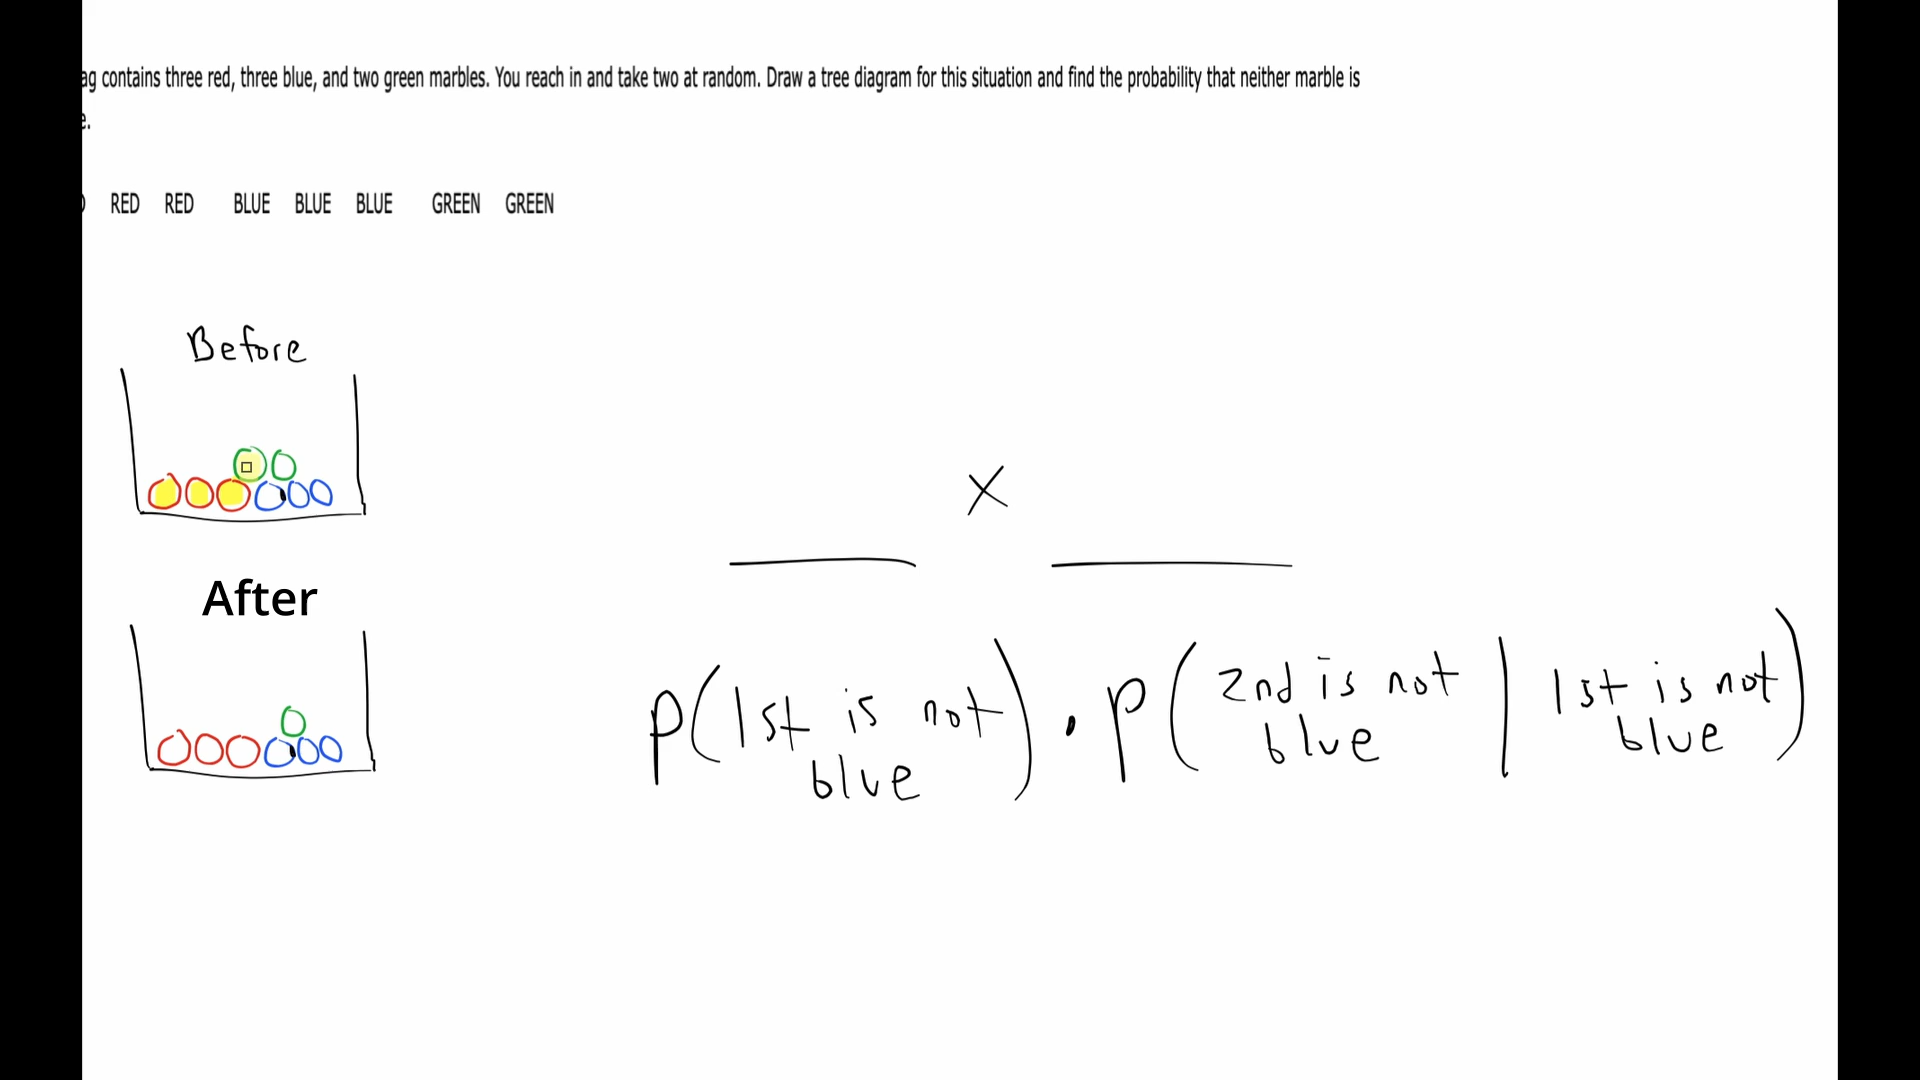 ag contains three red, three blue, and two green marbles. You reach in and take two at random. Draw a tree diagram for this situation and find the probability that neither marble is
e.
RED RED BLUE BLUE BLUE GREEN GREEN
Before
After
X
P(1st is not blue) · P(2nd is not blue | 1st is not blue)